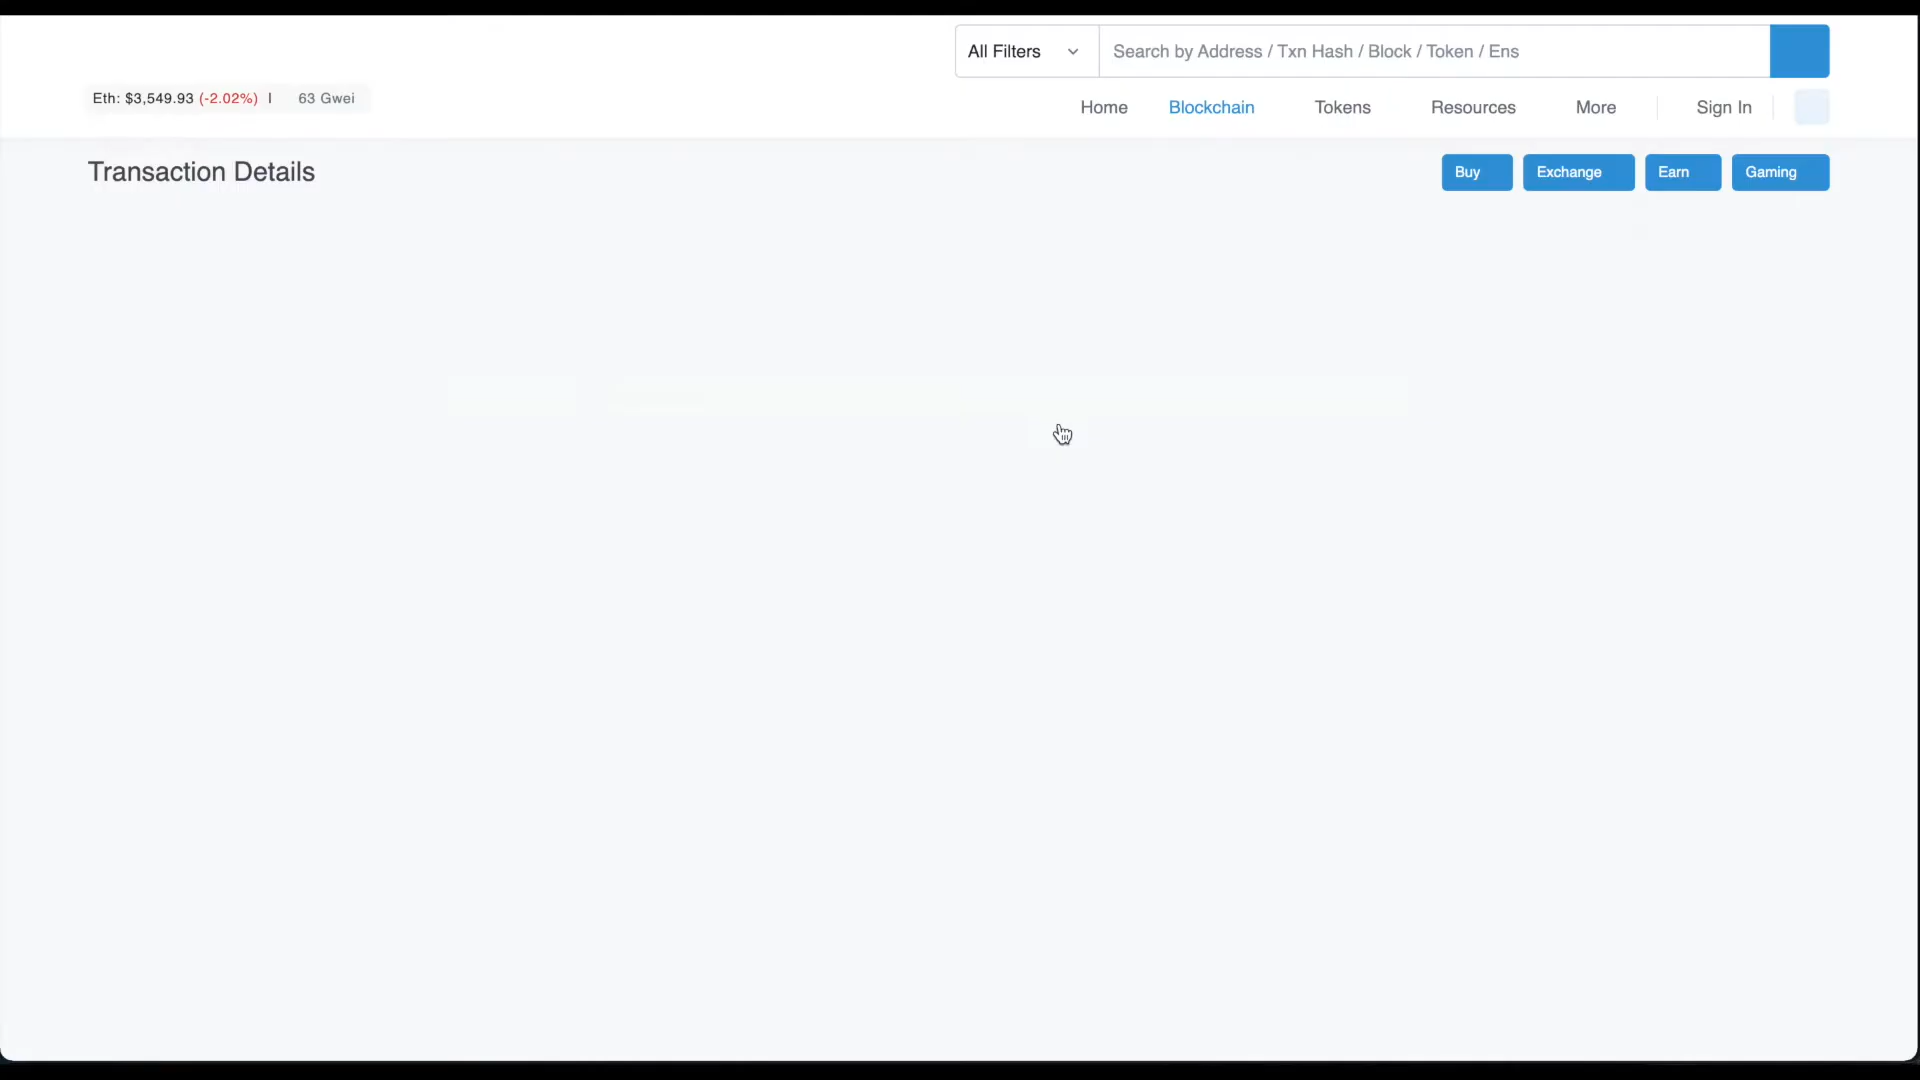 All Filters
Search by Address / Txn Hash / Block / Token / Ens
Eth: $3,549.93 (-2.02%) | 63 Gwei
Home Blockchain Tokens Resources More Sign In
Transaction Details
Buy Exchange Earn Gaming